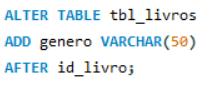 ALTER TABLE tbl_livros
ADD genero VARCHAR(50)
AFTER id_livro;